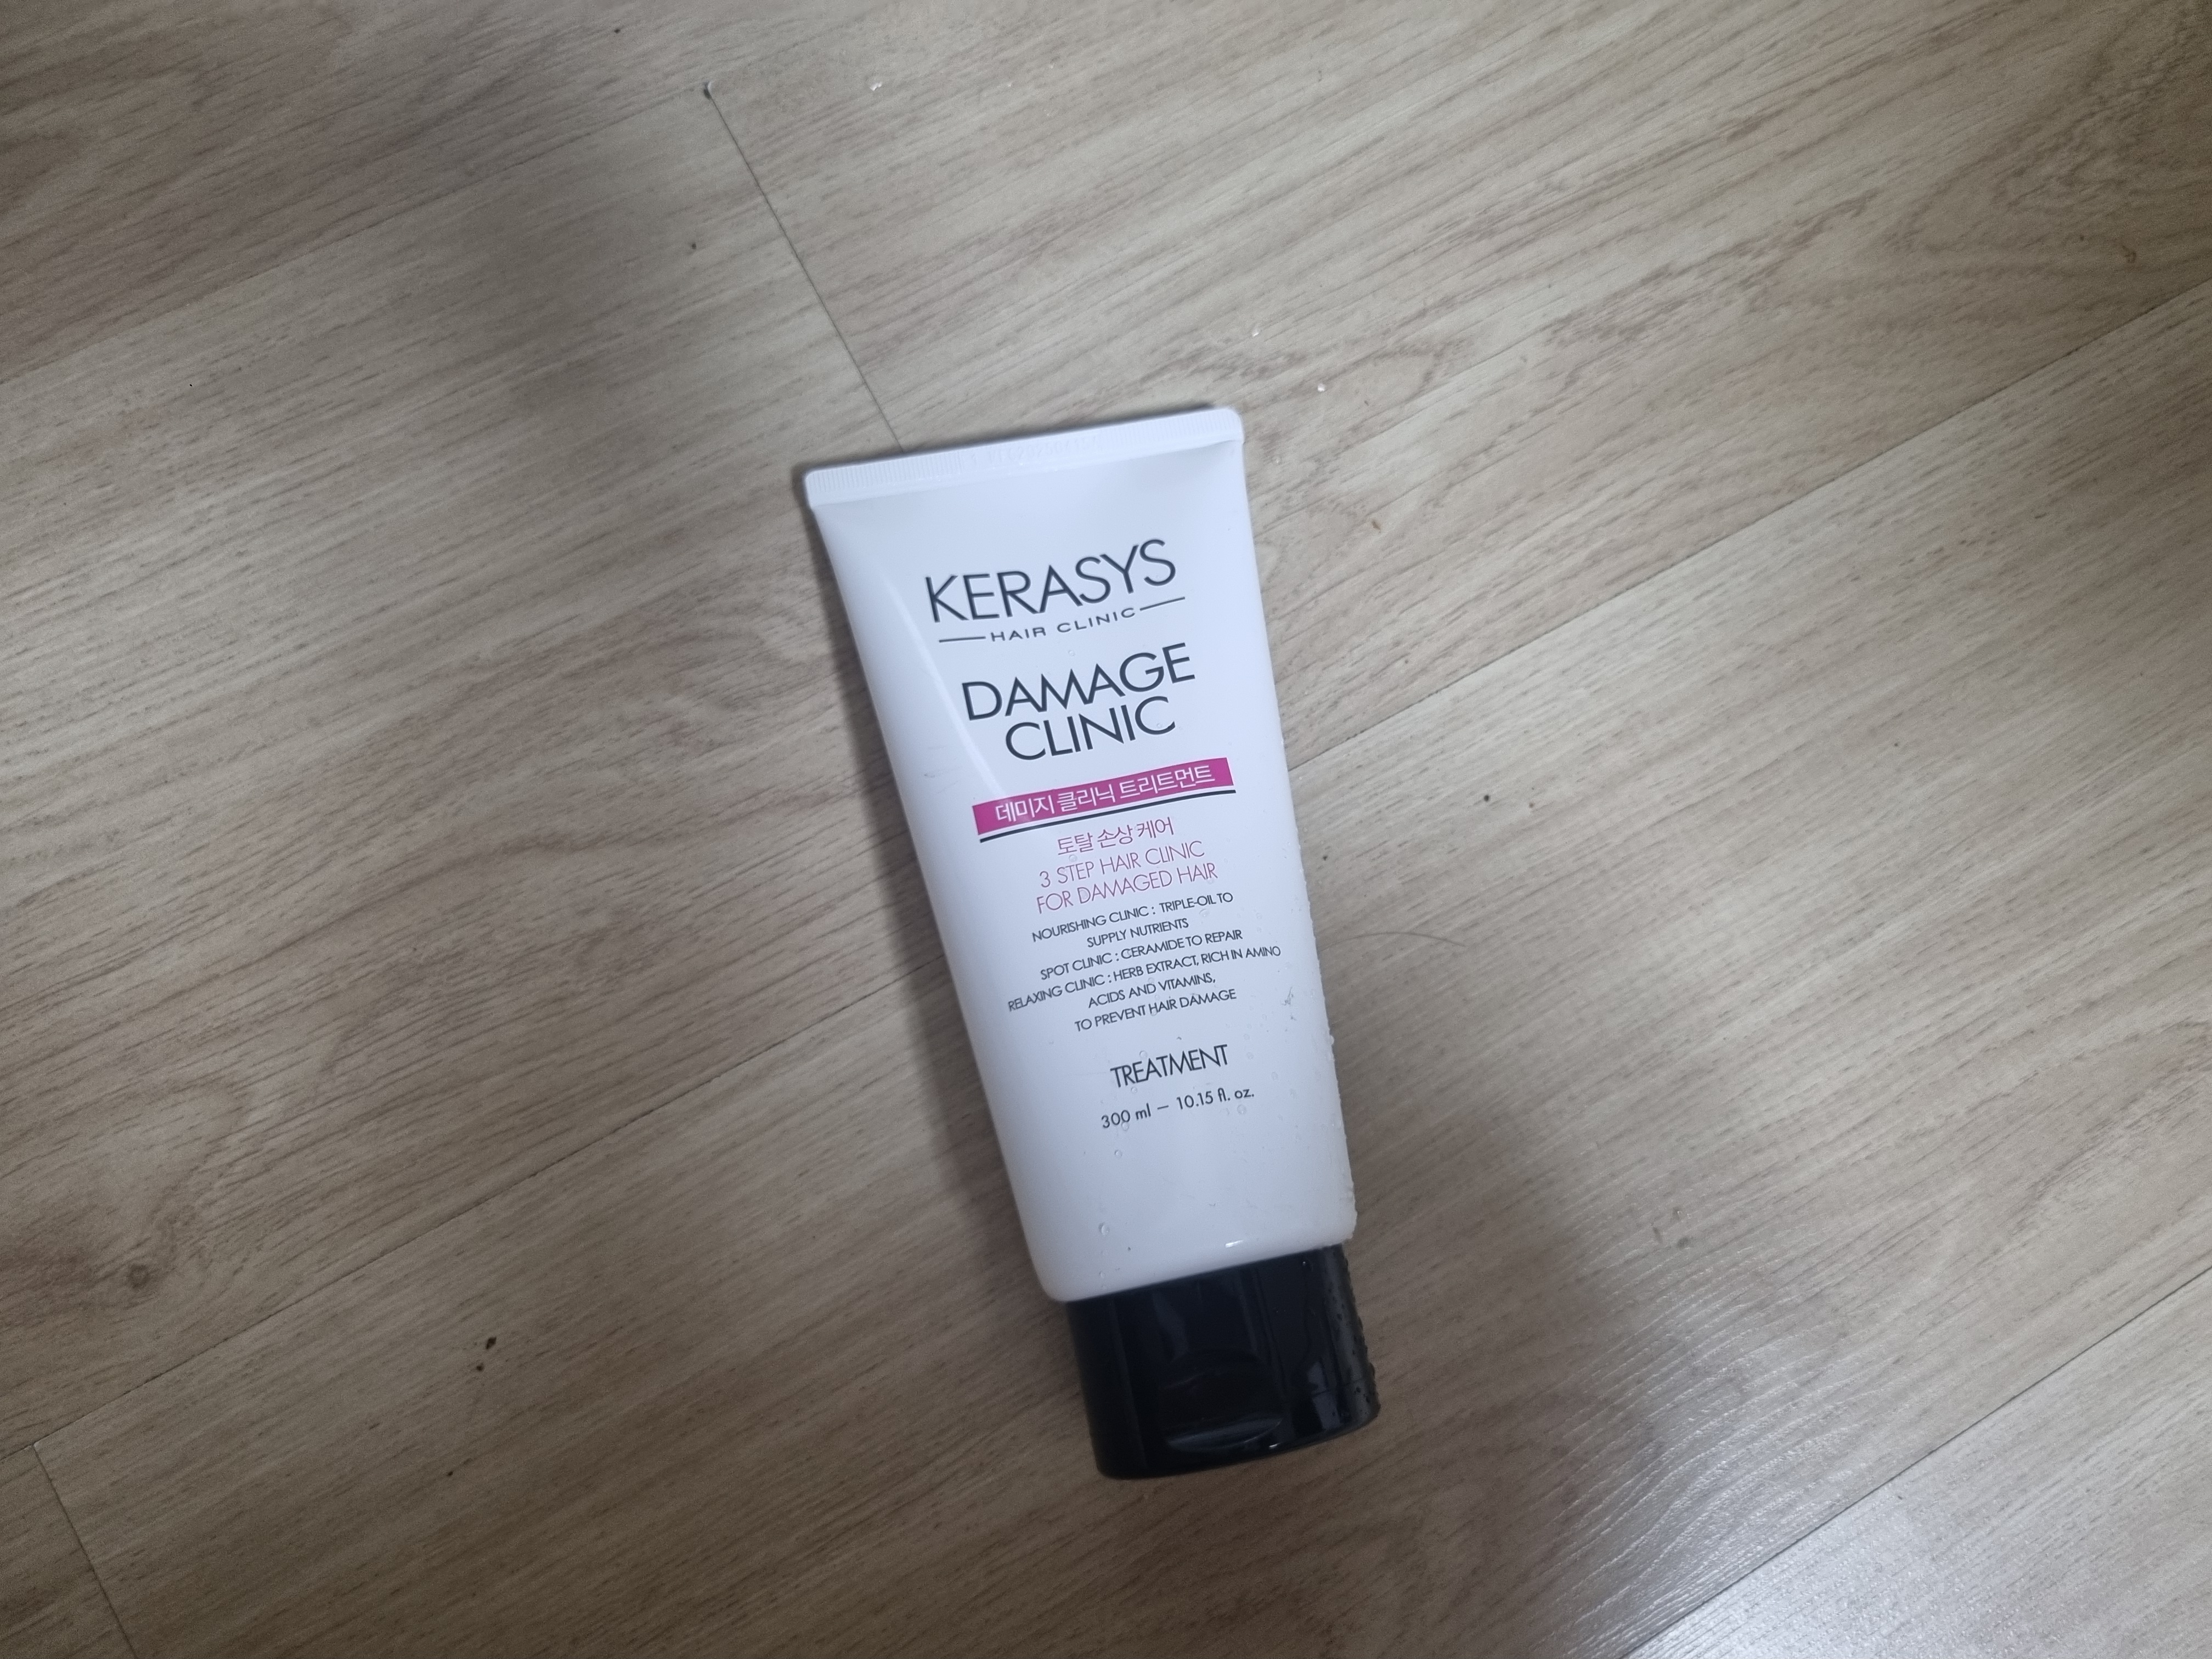 KERASYS
HAIR CLINIC
DAMAGE
CLINIC
데미지 클리닉 트리트먼트
토탈 손상 케어
3 STEP HAIR CLINIC
FOR DAMAGED HAIR
NOURISHING CLINIC : TRIPLE-OIL TO
SUPPLY NUTRIENTS
SPOT CLINIC : CERAMIDE TO REPAIR
RELAXING CLINIC : HERB EXTRACT, RICH IN AMINO
ACIDS AND VITAMINS,
TO PREVENT HAIR DAMAGE
TREATMENT
300 ml — 10.15 fl. oz.